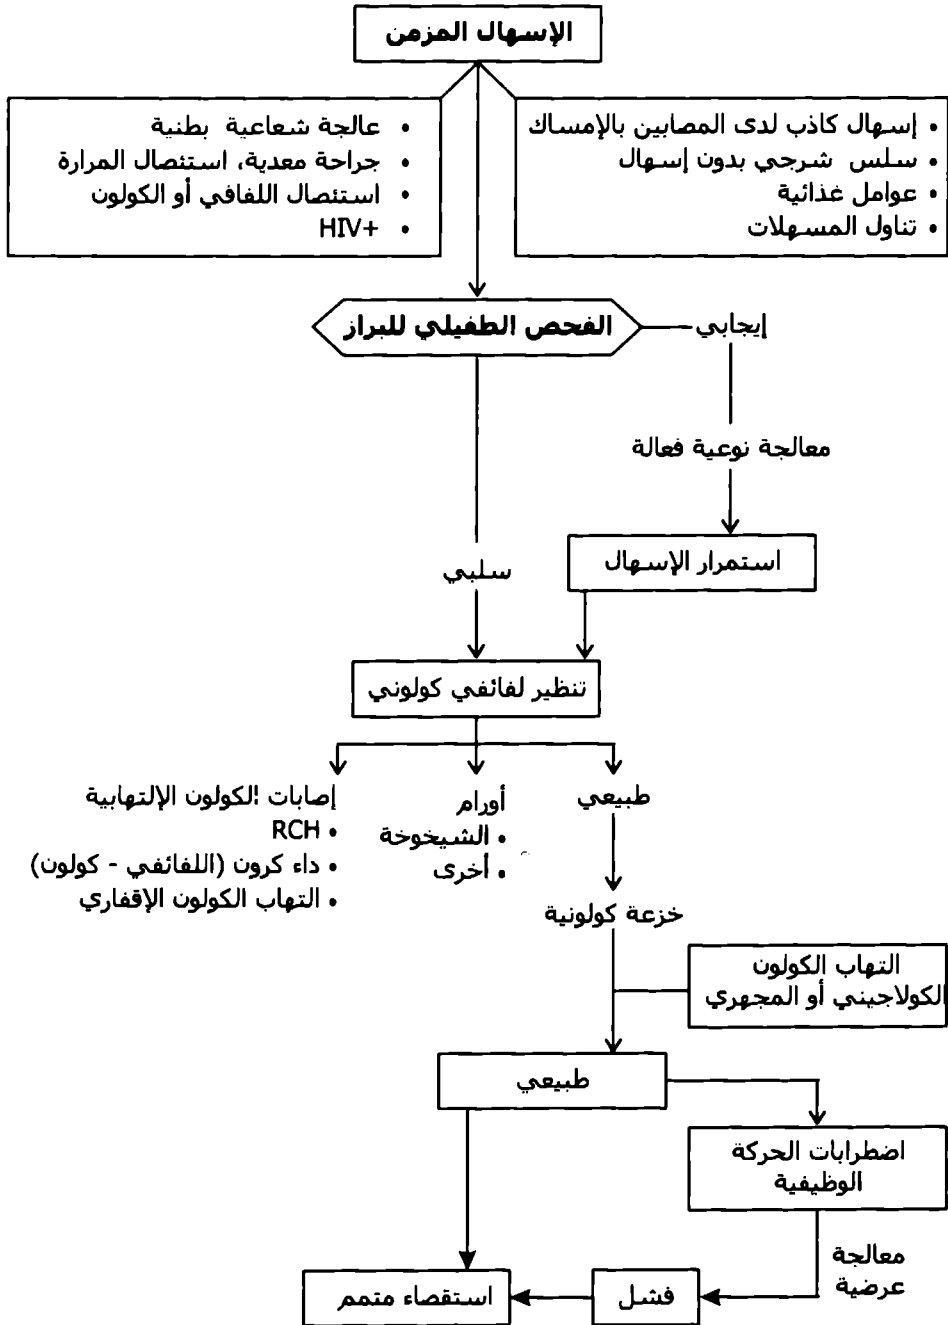 الإسهال المزمن
• إسهال كاذب لدى المصابين بالإمساك
• سلس شرجي بدون إسهال
• عوامل غذائية
• تناول المسهلات
• عالجة شعاعية بطنية
• جراحة معدية، استئصال المرارة
• استئصال اللفافي أو الكولون
• HIV+
الفحص الطفيلي للبراز
إيجابي
معالجة نوعية فعالة
استمرار الإسهال
سلبي
تنظير لفائفي كولوني
طبيعي
أورام
• الشيخوخة
• أخرى
إصابات الكولون الإلتهابية
• RCH
• داء كرون (اللفائفي - كولون)
• التهاب الكولون الإقفاري
خزعة كولونية
التهاب الكولون
الكولاجيني أو المجهري
طبيعي
اضطرابات الحركة
الوظيفية
معالجة
عرضية
فشل
استقصاء متمم